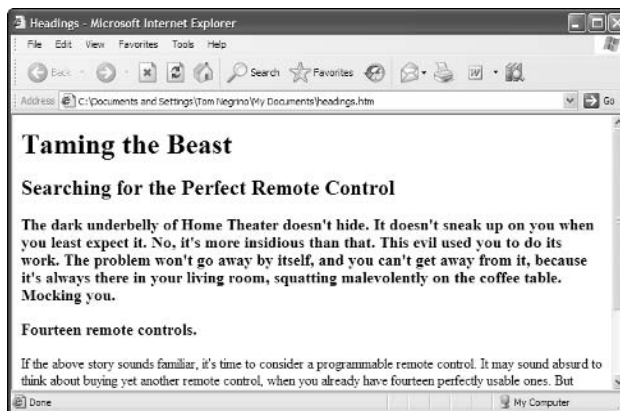 Headings - Microsoft Internet Explorer
File Edit View Favorites Tools Help
Back Search Favorites
Address C:\Documents and Settings\Tom Negrino\My Documents\headings.htm Go
Taming the Beast
Searching for the Perfect Remote Control
The dark underbelly of Home Theater doesn't hide. It doesn't sneak up on you when
you least expect it. No, it's more insidious than that. This evil used you to do its
work. The problem won't go away by itself, and you can't get away from it, because
it's always there in your living room, squatting malevolently on the coffee table.
Mocking you.
Fourteen remote controls.
If the above story sounds familiar, it's time to consider a programmable remote control. It may sound absurd to
think about buying yet another remote control, when you already have fourteen perfectly usable ones. But
Done My Computer